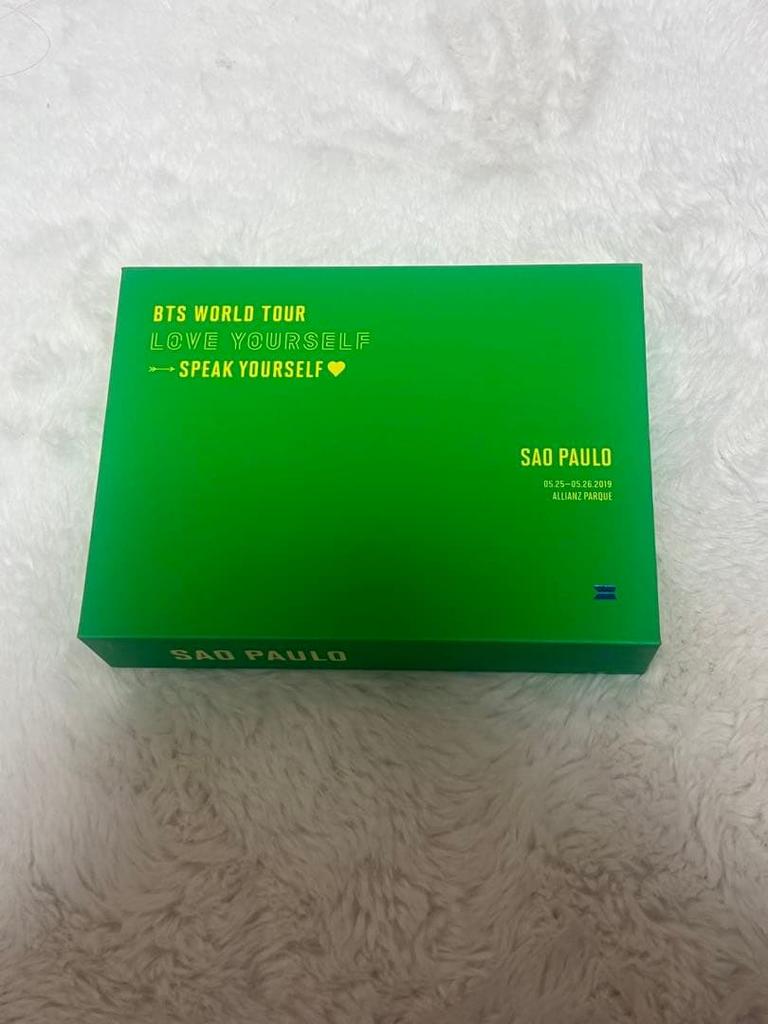 BTS WORLD TOUR
LOVE YOURSELF
SPEAK YOURSELF
SAO PAULO
05.25–05.26.2019
ALLIANZ PARQUE
SAO PAULO